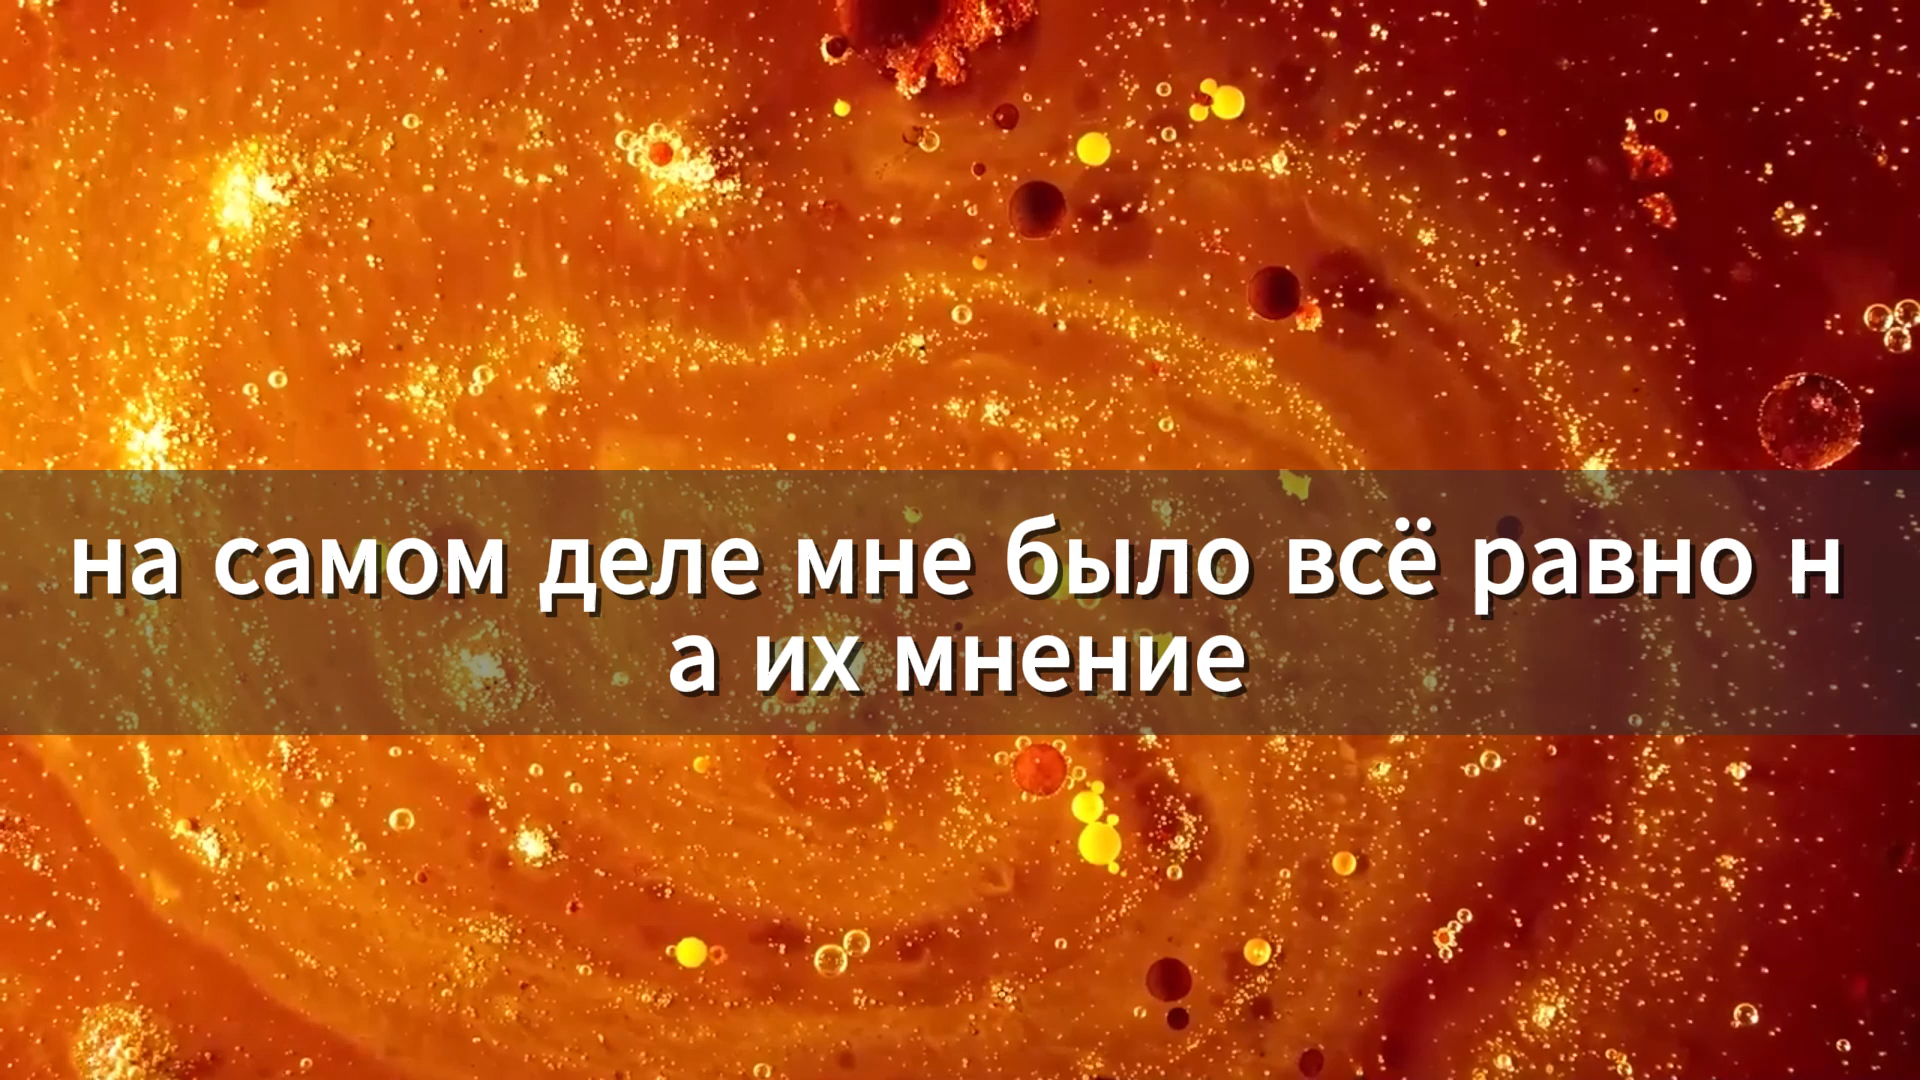 на самом деле мне было всё равно н
а их мнение